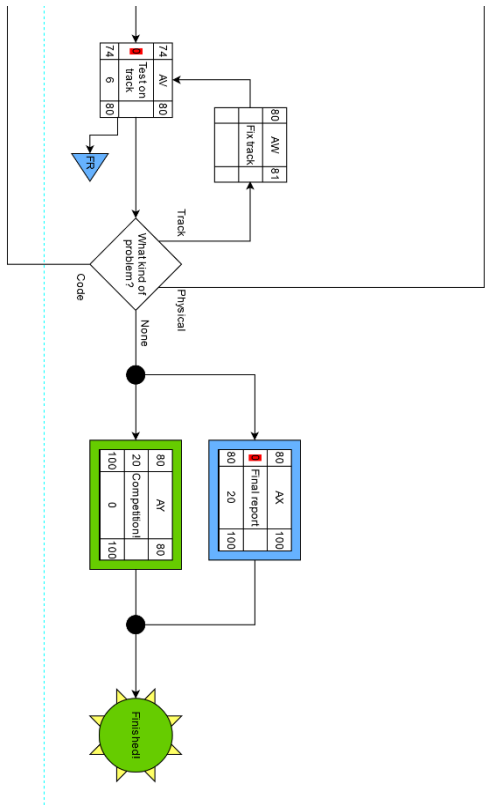 74 AV 80
0 Test on
track
74 6 80
FR
80 AW 81
Fix track
Track
What kind of
problem?
Code
Physical
None
80 AX 100
0 Final report
80 20 100
80 AY 80
20 Competition!
100 0 100
Finished!